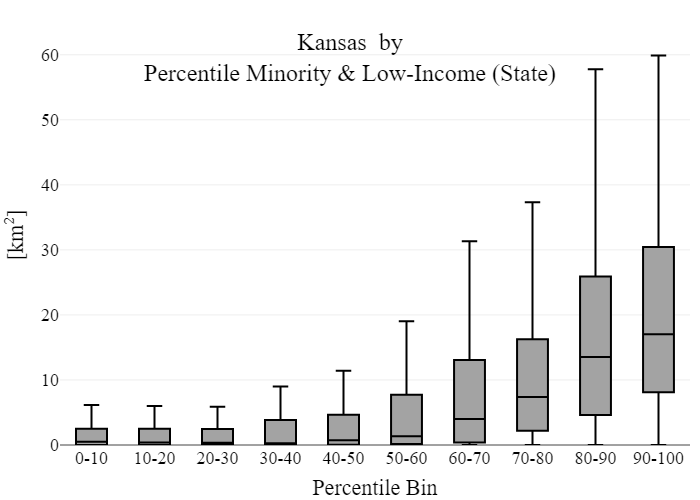 Kansas  by
Percentile Minority & Low-Income (State)
60
50
40
30
20
10
0
[km²]
0-10 10-20 20-30 30-40 40-50 50-60 60-70 70-80 80-90 90-100
Percentile Bin